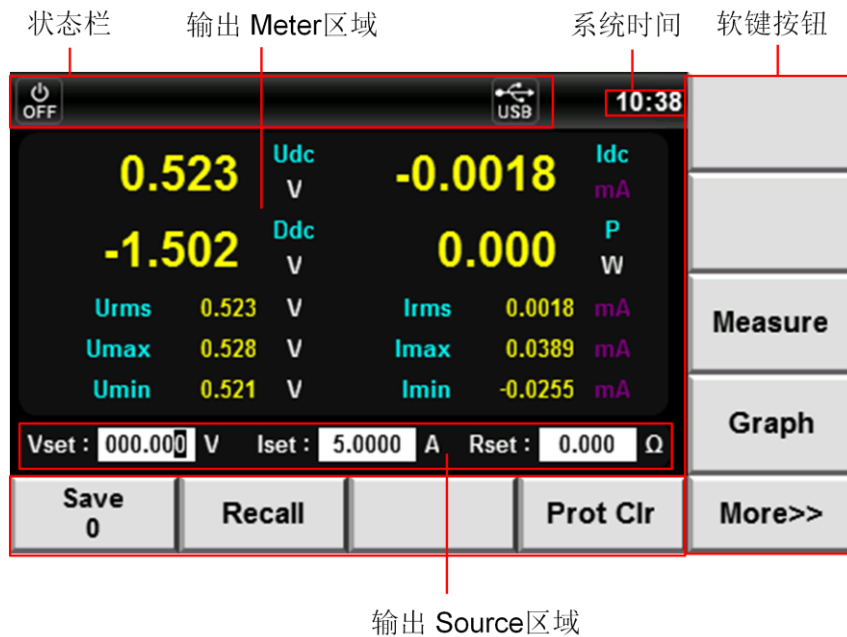 状态栏 输出 Meter区域 系统时间 软键按钮
OFF USB 10:38
0.523 Udc V -0.0018 Idc mA
-1.502 Ddc V 0.000 P W
Urms 0.523 V Irms 0.0018 mA
Umax 0.528 V Imax 0.0389 mA
Umin 0.521 V Imin -0.0255 mA
Measure
Graph
Vset : 000.000 V Iset : 5.0000 A Rset : 0.000 Ω
Save 0 Recall Prot Clr More>>
输出 Source区域